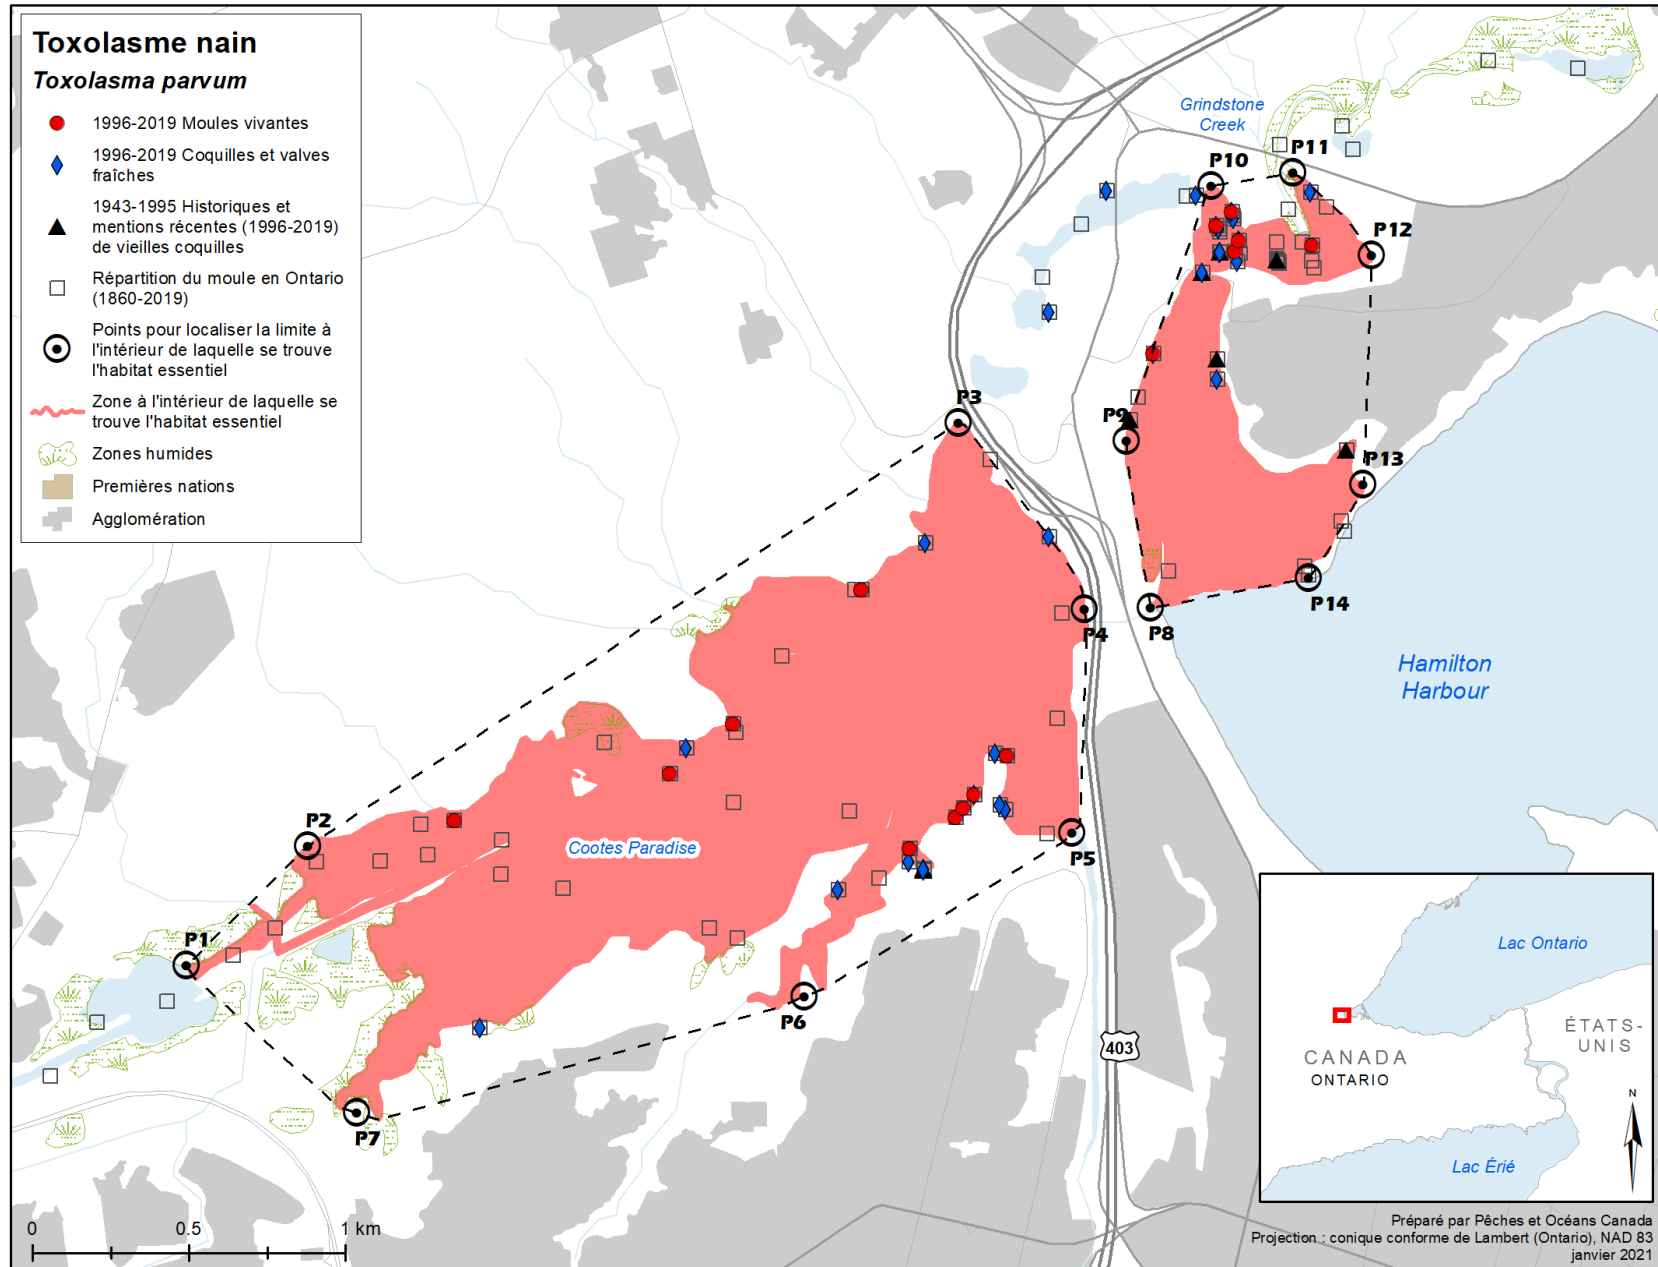 Toxolasme nain
Toxolasma parvum
1996-2019 Moules vivantes
1996-2019 Coquilles et valves
fraîches
1943-1995 Historiques et
mentions récentes (1996-2019)
de vieilles coquilles
Répartition du moule en Ontario
(1860-2019)
Points pour localiser la limite à
l'intérieur de laquelle se trouve
l'habitat essentiel
Zone à l'intérieur de laquelle se
trouve l'habitat essentiel
Zones humides
Premières nations
Agglomération
Grindstone
Creek
P10
P11
P12
P3
P9
P13
P4
P8
P14
Hamilton
Harbour
P2
Cootes Paradise
P5
P1
P6
P7
403
Lac Ontario
ÉTATS-
UNIS
CANADA
ONTARIO
N
Lac Érié
0
0.5
1 km
Préparé par Pêches et Océans Canada
Projection : conique conforme de Lambert (Ontario), NAD 83
janvier 2021